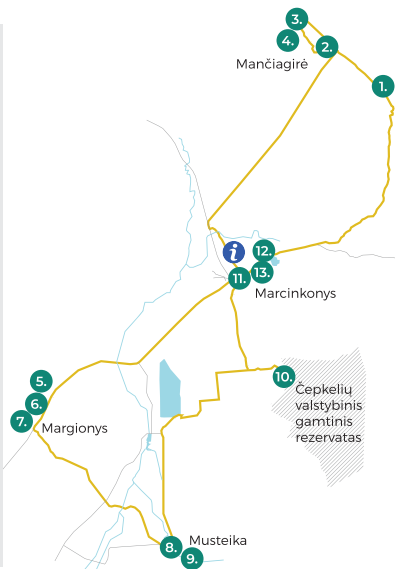 3.
4.
2.
Mančiagirė
1.
i
12.
11.
13.
Marcinkonys
10.
Čepkelių
valstybinis
gamtinis
rezervatas
5.
6.
7.
Margionys
Musteika
8.
9.